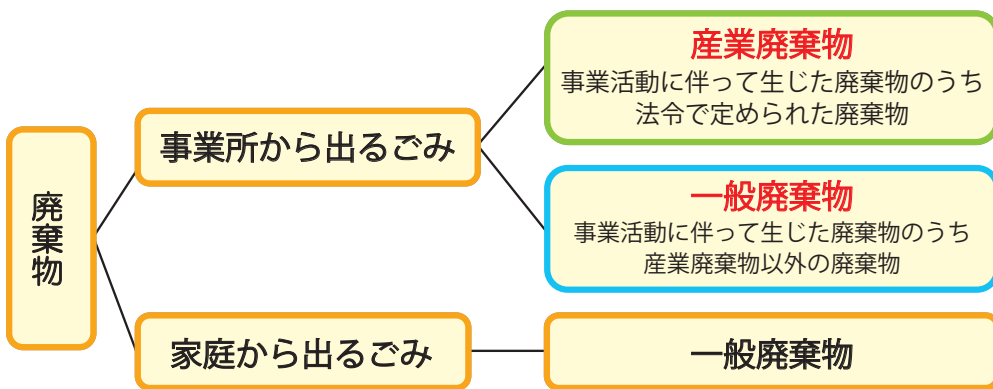 廃棄物
事業所から出るごみ
産業廃棄物
事業活動に伴って生じた廃棄物のうち
法令で定められた廃棄物
一般廃棄物
事業活動に伴って生じた廃棄物のうち
産業廃棄物以外の廃棄物
家庭から出るごみ
一般廃棄物